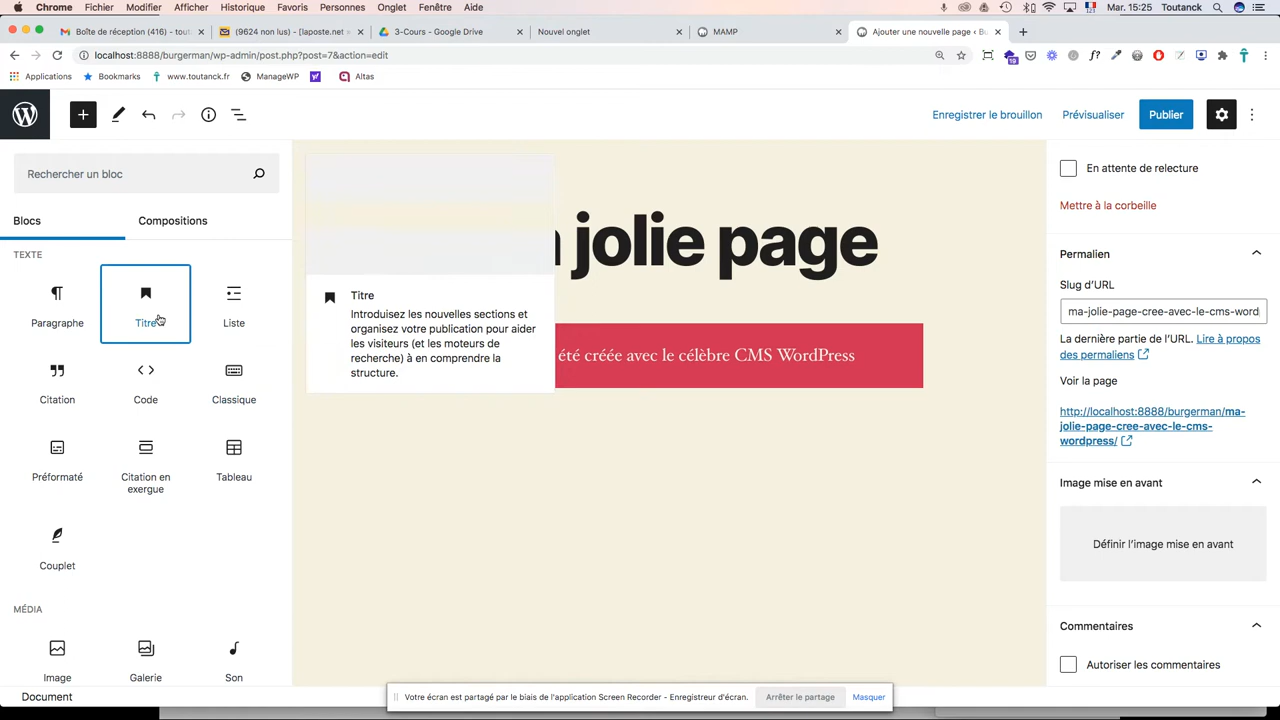 Chrome Fichier Modifier Afficher Historique Favoris Personnes Onglet Fenêtre Aide Mar. 15:25 Toutanck
Boîte de réception (416) - tout (9624 non lus) - [laposte.net] 3-Cours - Google Drive Nouvel onglet MAMP Ajouter une nouvelle page ‹ Bu
localhost:8888/burgerman/wp-admin/post.php?post=7&action=edit
19
Applications Bookmarks www.toutanck.fr ManageWP Altas
Enregistrer le brouillon Prévisualiser Publier
Rechercher un bloc
Blocs Compositions
TEXTE
Paragraphe Titre Liste
Citation Code Classique
Préformaté Citation en exergue Tableau
Couplet
MÉDIA
Image Galerie Son
jolie page
été créée avec le célèbre CMS WordPress
Titre
Introduisez les nouvelles sections et
organisez votre publication pour aider
les visiteurs (et les moteurs de
recherche) à en comprendre la
structure.
En attente de relecture
Mettre à la corbeille
Permalien
Slug d’URL
ma-jolie-page-cree-avec-le-cms-word
La dernière partie de l’URL. Lire à propos
des permaliens
Voir la page
http://localhost:8888/burgerman/ma-
jolie-page-cree-avec-le-cms-
wordpress/
Image mise en avant
Définir l’image mise en avant
Commentaires
Autoriser les commentaires
Document
Votre écran est partagé par le biais de l'application Screen Recorder - Enregistreur d'écran. Arrêter le partage Masquer